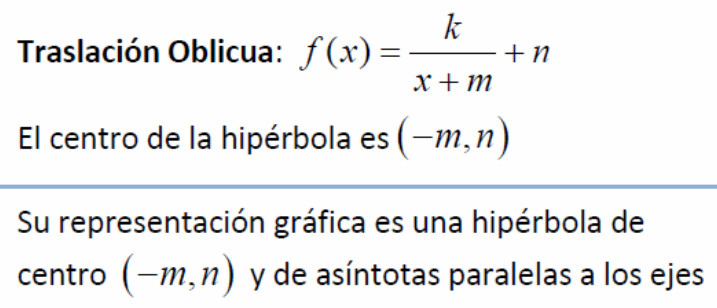 Traslación Oblicua: f(x) = k/(x + m) + n
El centro de la hipérbola es (−m, n)
Su representación gráfica es una hipérbola de
centro (−m, n) y de asíntotas paralelas a los ejes